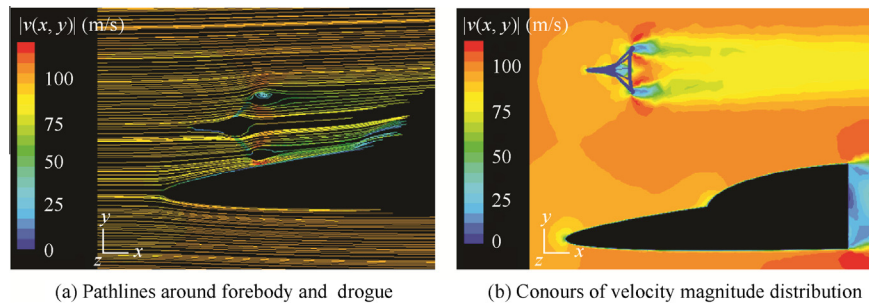 |v(x, y)| (m/s)
100
75
50
25
0
y
z
x
(a) Pathlines around forebody and drogue
|v(x, y)| (m/s)
100
75
50
25
0
y
z
x
(b) Conours of velocity magnitude distribution